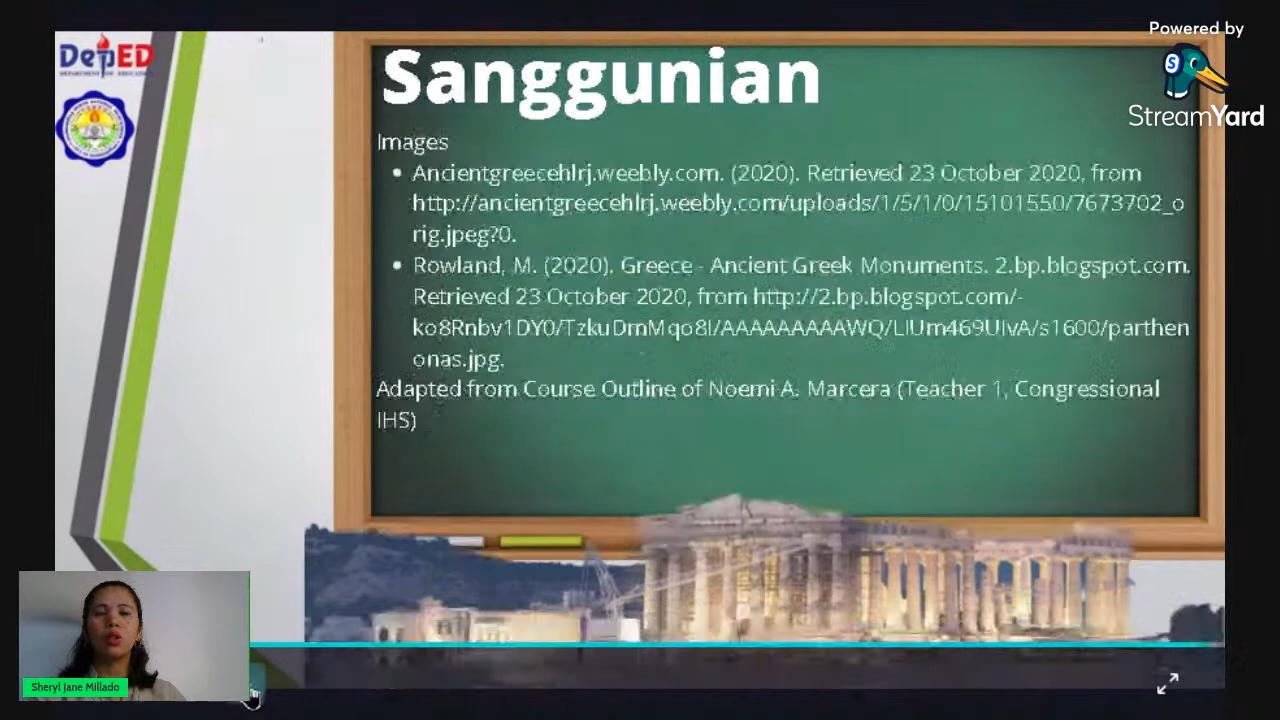 Powered by
StreamYard
DepED
DEPARTMENT OF EDUCATION
Sanggunian
Images
• Ancientgreecehlrj.weebly.com. (2020). Retrieved 23 October 2020, from
http://ancientgreecehlrj.weebly.com/uploads/1/5/1/0/15101550/7673702_o
rig.jpeg?0.
• Rowland, M. (2020). Greece - Ancient Greek Monuments. 2.bp.blogspot.com.
Retrieved 23 October 2020, from http://2.bp.blogspot.com/-
onas.jpg.
Adapted from Course Outline of Noemi A. Marcera (Teacher 1, Congressional
IHS)
Sheryl Jane Millado